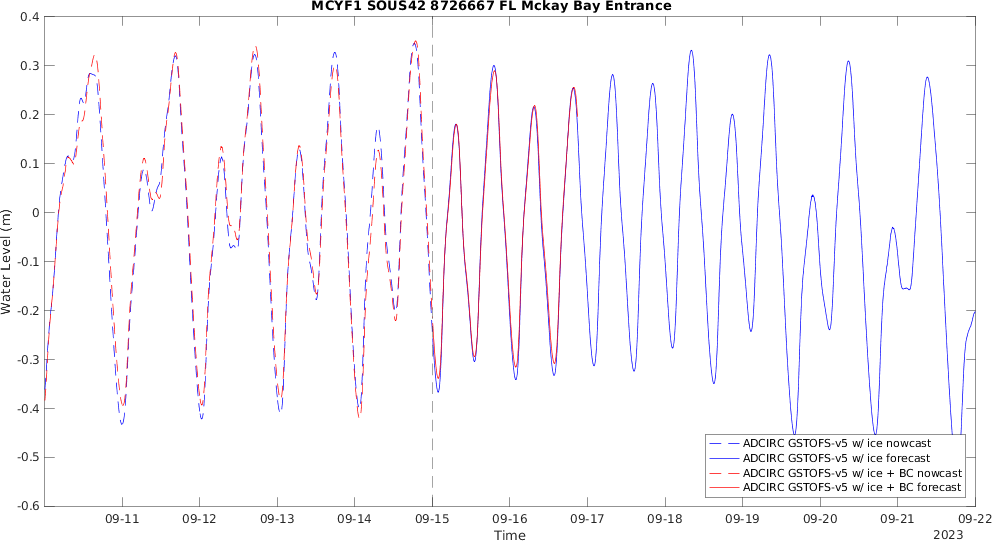 MCYF1 SOUS42 8726667 FL Mckay Bay Entrance
0.4
0.3
0.2
0.1
0
-0.1
-0.2
-0.3
-0.4
-0.5
-0.6
Water Level (m)
ADCIRC GSTOFS-v5 w/ ice nowcast
ADCIRC GSTOFS-v5 w/ ice forecast
ADCIRC GSTOFS-v5 w/ ice + BC nowcast
ADCIRC GSTOFS-v5 w/ ice + BC forecast
09-11 09-12 09-13 09-14 09-15 09-16 09-17 09-18 09-19 09-20 09-21 09-22
Time
2023